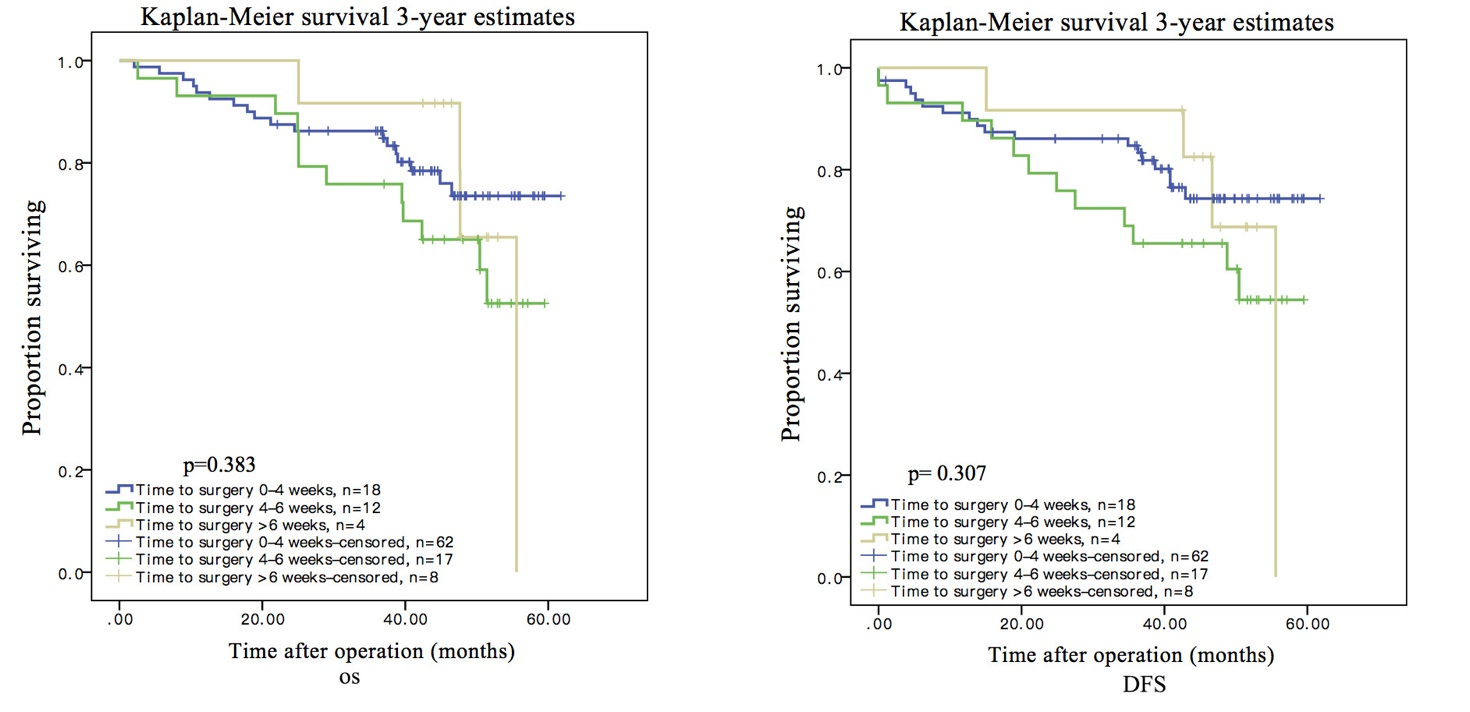 Kaplan-Meier survival 3-year estimates
Proportion surviving
1.0
0.8
0.6
0.4
0.2
0.0
p=0.383
Time to surgery 0-4 weeks, n=18
Time to surgery 4-6 weeks, n=12
Time to surgery >6 weeks, n=4
Time to surgery 0-4 weeks-censored, n=62
Time to surgery 4-6 weeks-censored, n=17
Time to surgery >6 weeks-censored, n=8
.00 20.00 40.00 60.00
Time after operation (months)
os
Kaplan-Meier survival 3-year estimates
Proportion surviving
1.0
0.8
0.6
0.4
0.2
0.0
p= 0.307
Time to surgery 0-4 weeks, n=18
Time to surgery 4-6 weeks, n=12
Time to surgery >6 weeks, n=4
Time to surgery 0-4 weeks-censored, n=62
Time to surgery 4-6 weeks-censored, n=17
Time to surgery >6 weeks-censored, n=8
.00 20.00 40.00 60.00
Time after operation (months)
DFS